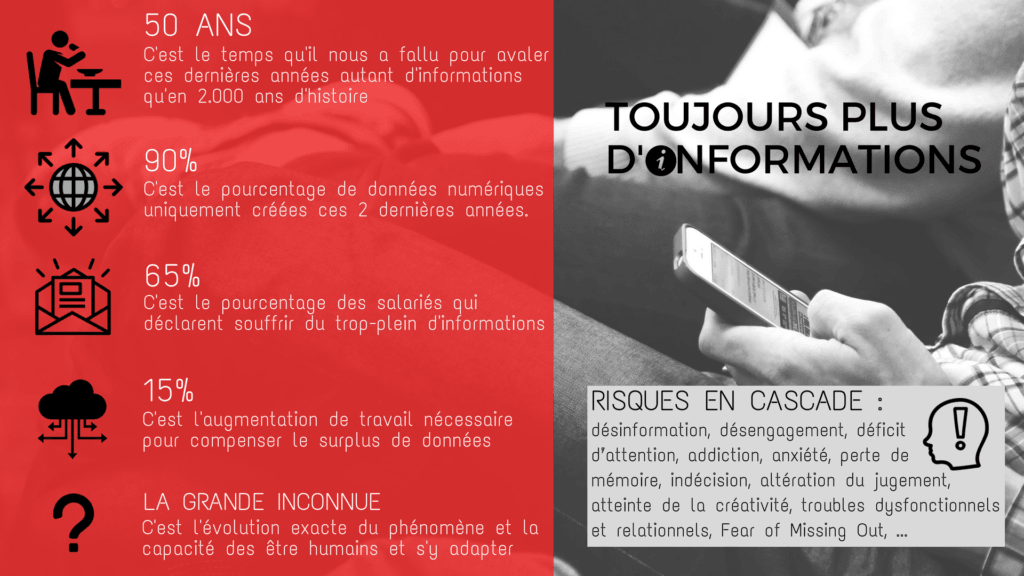 50 ANS
C'est le temps qu'il nous a fallu pour avaler
ces dernières années autant d'informations
qu'en 2.000 ans d'histoire
90%
C'est le pourcentage de données numériques
uniquement créées ces 2 dernières années.
65%
C'est le pourcentage des salariés qui
déclarent souffrir du trop-plein d'informations
15%
C'est l'augmentation de travail nécessaire
pour compenser le surplus de données
LA GRANDE INCONNUE
C'est l'évolution exacte du phénomène et la
capacité des être humains et s'y adapter
TOUJOURS PLUS
D'iNFORMATIONS
RISQUES EN CASCADE :
désinformation, désengagement, déficit
d'attention, addiction, anxiété, perte de
mémoire, indécision, altération du jugement,
atteinte de la créativité, troubles dysfonctionnels
et relationnels, Fear of Missing Out, ...